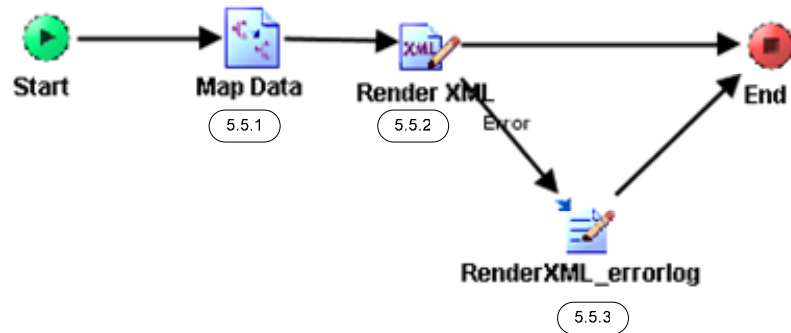 XML
Start
Map Data
Render XML
End
5.5.1
5.5.2
Error
RenderXML_errorlog
5.5.3